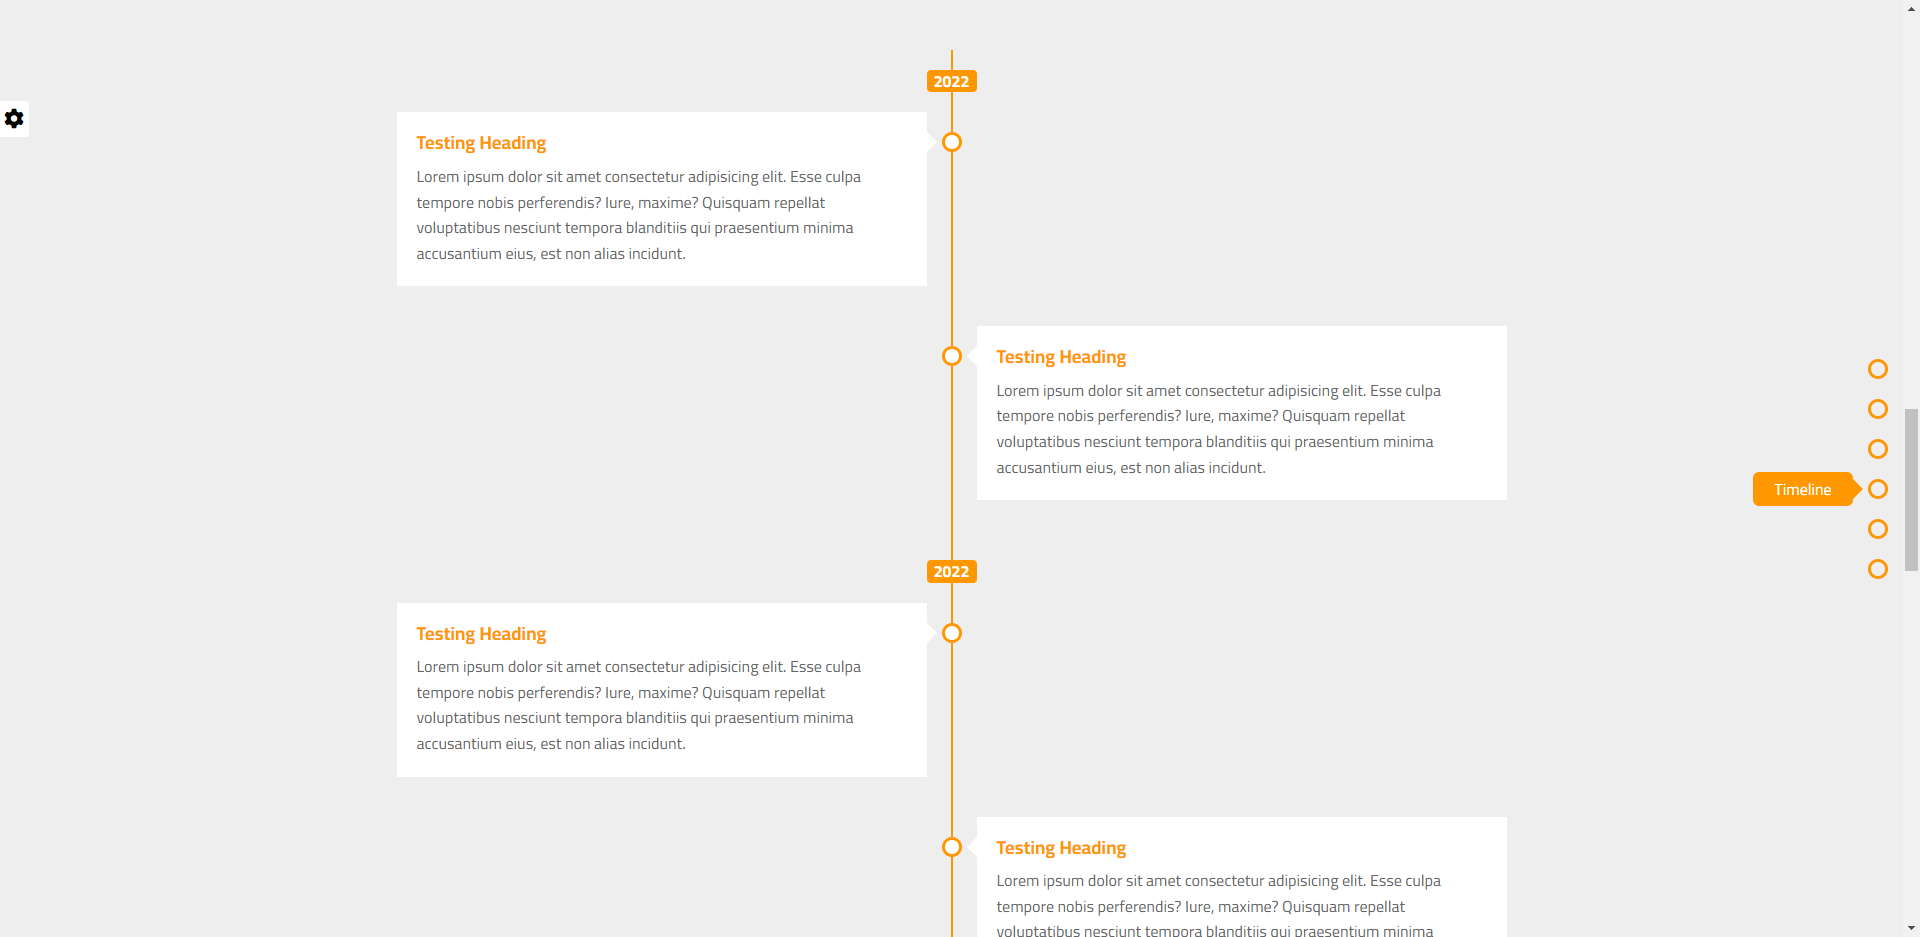 2022
Testing Heading
Lorem ipsum dolor sit amet consectetur adipisicing elit. Esse culpa
tempore nobis perferendis? Iure, maxime? Quisquam repellat
voluptatibus nesciunt tempora blanditiis qui praesentium minima
accusantium eius, est non alias incidunt.
Testing Heading
Lorem ipsum dolor sit amet consectetur adipisicing elit. Esse culpa
tempore nobis perferendis? Iure, maxime? Quisquam repellat
voluptatibus nesciunt tempora blanditiis qui praesentium minima
accusantium eius, est non alias incidunt.
Timeline
2022
Testing Heading
Lorem ipsum dolor sit amet consectetur adipisicing elit. Esse culpa
tempore nobis perferendis? Iure, maxime? Quisquam repellat
voluptatibus nesciunt tempora blanditiis qui praesentium minima
accusantium eius, est non alias incidunt.
Testing Heading
Lorem ipsum dolor sit amet consectetur adipisicing elit. Esse culpa
tempore nobis perferendis? Iure, maxime? Quisquam repellat
voluptatibus nesciunt tempora blanditiis qui praesentium minima